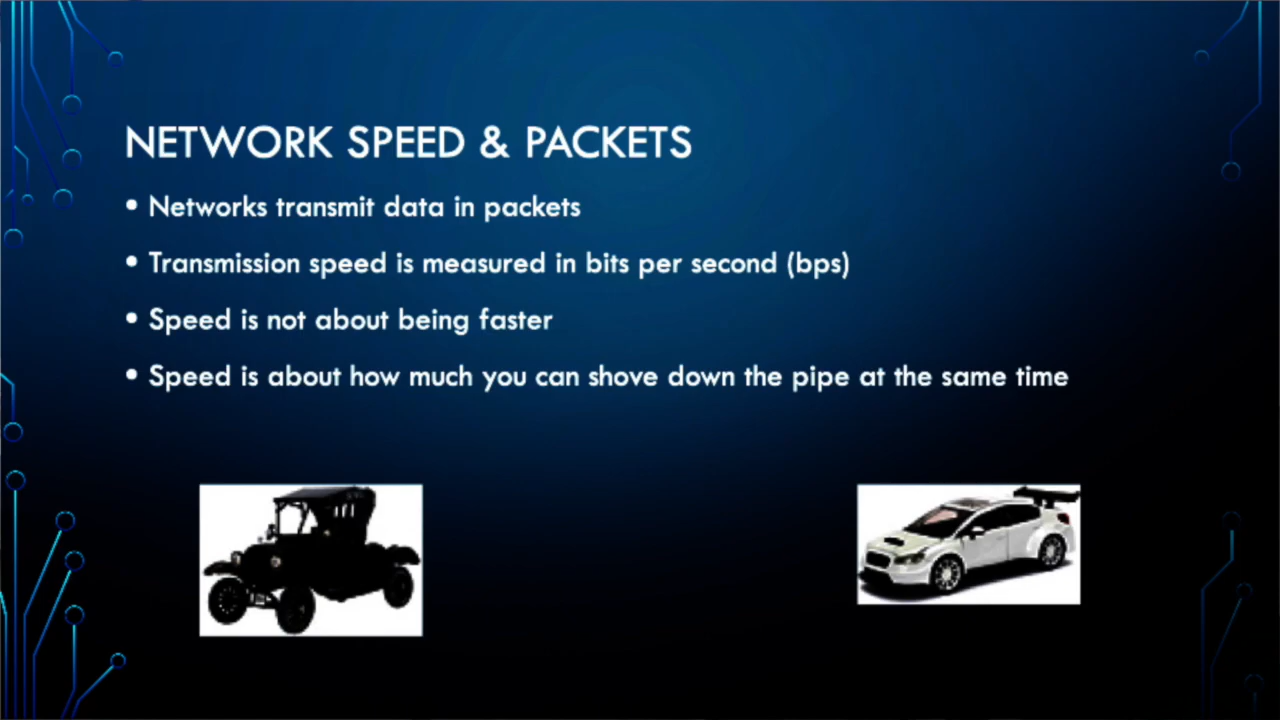 NETWORK SPEED & PACKETS
• Networks transmit data in packets
• Transmission speed is measured in bits per second (bps)
• Speed is not about being faster
• Speed is about how much you can shove down the pipe at the same time